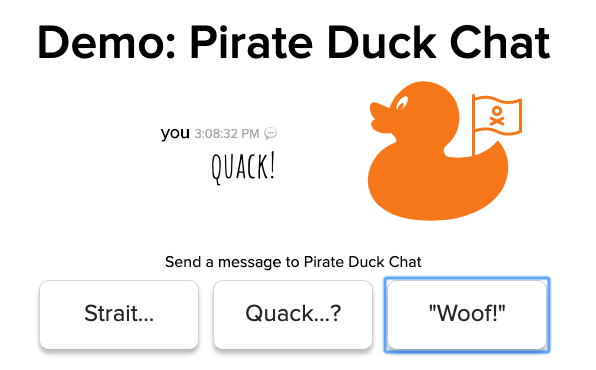 Demo: Pirate Duck Chat
you 3:08:32 PM
QUACK!
Send a message to Pirate Duck Chat
Strait...
Quack...?
"Woof!"